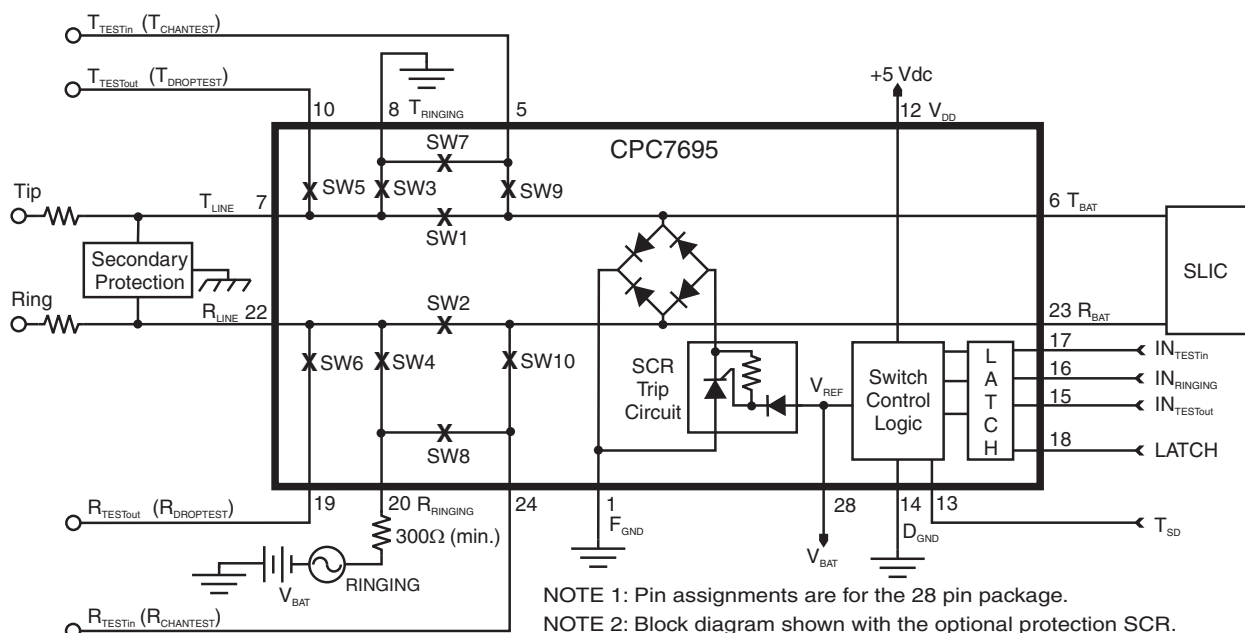 T_TESTin (T_CHANTEST)
T_TESTout (T_DROPTEST)
10
8 T_RINGING
5
+5 Vdc
12 V_DD
CPC7695
SW7
SW5
SW3
SW9
Tip
T_LINE 7
SW1
6 T_BAT
Secondary
Protection
SLIC
Ring
R_LINE 22
SW2
23 R_BAT
SW6
SW4
SW10
SCR
Trip
Circuit
V_REF
Switch
Control
Logic
L
A
T
C
H
17 IN_TESTin
16 IN_RINGING
15 IN_TESTout
18 LATCH
SW8
R_TESTout (R_DROPTEST)
19
20 R_RINGING
24
1
F_GND
28
14
D_GND
13
T_SD
300Ω (min.)
V_BAT
RINGING
V_BAT
R_TESTin (R_CHANTEST)
NOTE 1: Pin assignments are for the 28 pin package.
NOTE 2: Block diagram shown with the optional protection SCR.